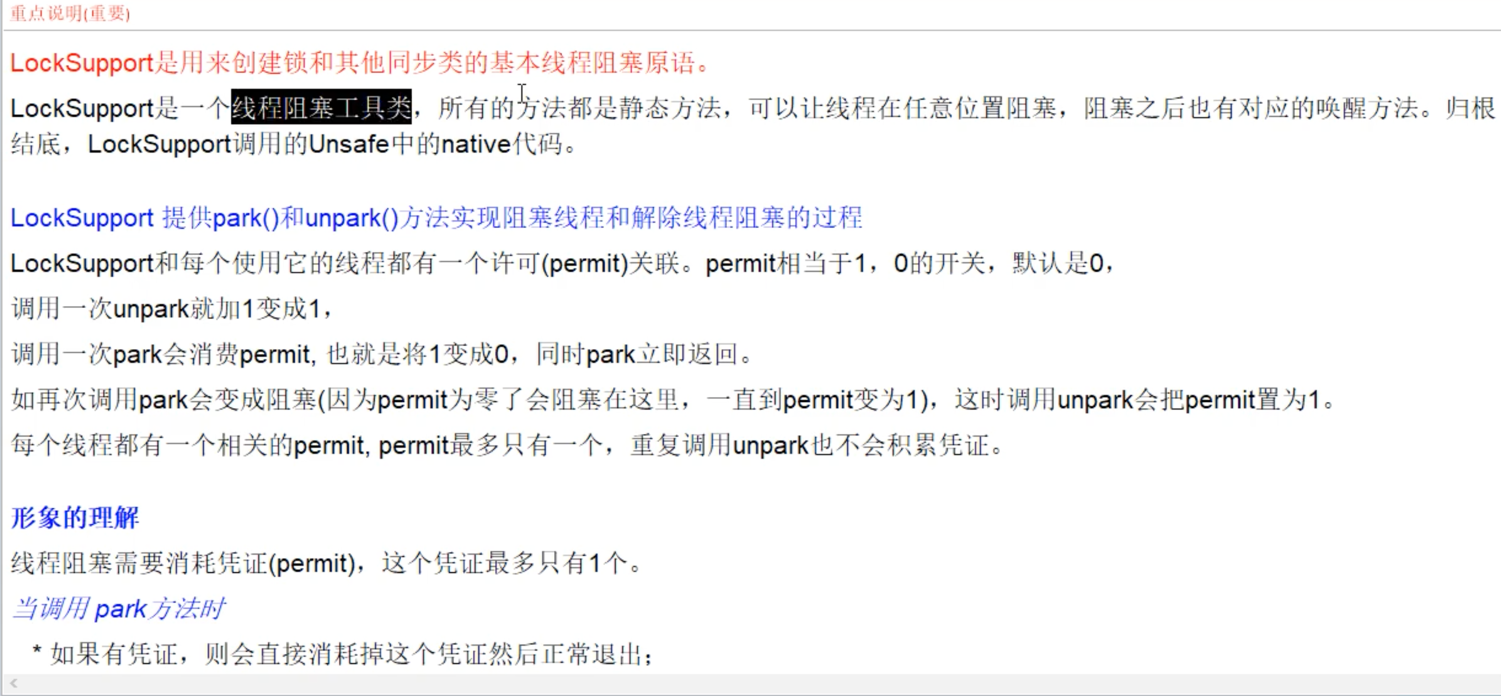 重点说明(重要)
LockSupport是用来创建锁和其他同步类的基本线程阻塞原语。
LockSupport是一个线程阻塞工具类，所有的方法都是静态方法，可以让线程在任意位置阻塞，阻塞之后也有对应的唤醒方法。归根
结底，LockSupport调用的Unsafe中的native代码。
LockSupport 提供park()和unpark()方法实现阻塞线程和解除线程阻塞的过程
LockSupport和每个使用它的线程都有一个许可(permit)关联。permit相当于1，0的开关，默认是0，
调用一次unpark就加1变成1，
调用一次park会消费permit, 也就是将1变成0，同时park立即返回。
如再次调用park会变成阻塞(因为permit为零了会阻塞在这里，一直到permit变为1)，这时调用unpark会把permit置为1。
每个线程都有一个相关的permit, permit最多只有一个，重复调用unpark也不会积累凭证。
形象的理解
线程阻塞需要消耗凭证(permit)，这个凭证最多只有1个。
当调用 park方法时
* 如果有凭证，则会直接消耗掉这个凭证然后正常退出；